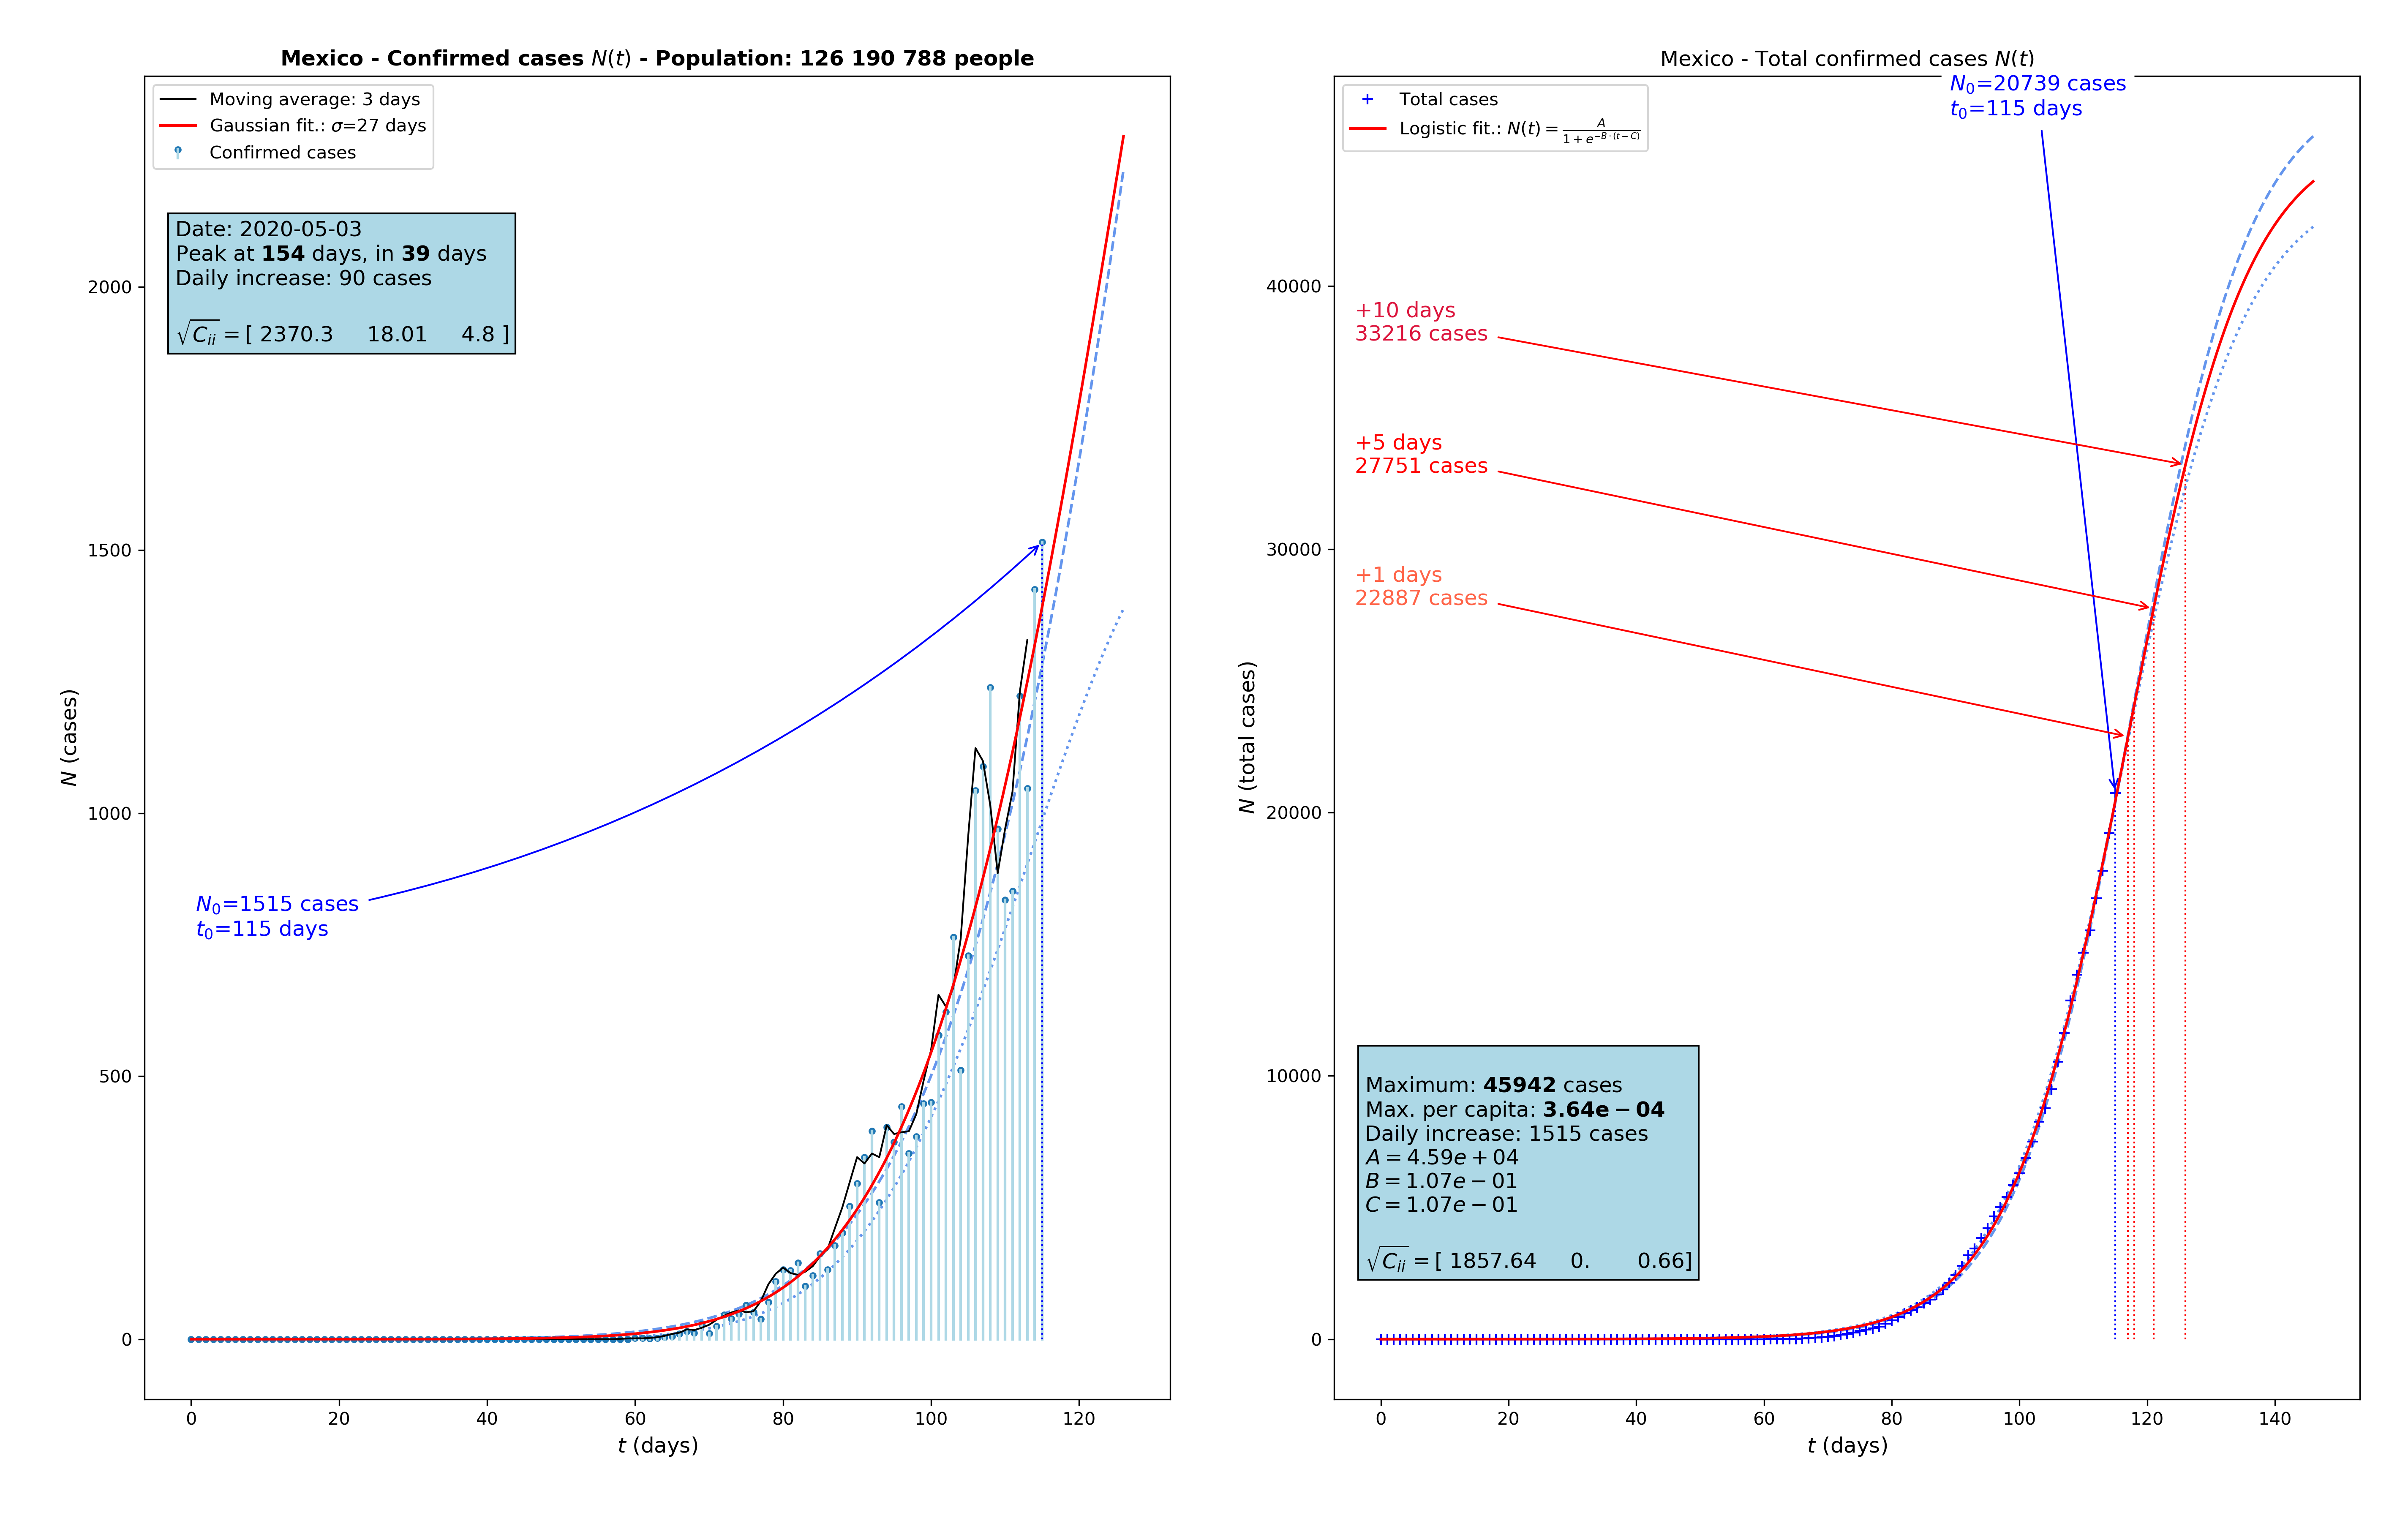 Mexico - Confirmed cases N(t) - Population: 126 190 788 people
Moving average: 3 days
Gaussian fit.: σ=27 days
Confirmed cases
Date: 2020-05-03
Peak at 154 days, in 39 days
Daily increase: 90 cases
√C_ii = [ 2370.3 18.01 4.8 ]
N_0=1515 cases
t_0=115 days
N (cases)
2000
1500
1000
500
0
0 20 40 60 80 100 120
t (days)
Mexico - Total confirmed cases N(t)
Total cases
Logistic fit.: N(t) = A / (1 + e^{-B·(t-C)})
N_0=20739 cases
t_0=115 days
+10 days
33216 cases
+5 days
27751 cases
+1 days
22887 cases
Maximum: 45942 cases
Max. per capita: 3.64e − 04
Daily increase: 1515 cases
A = 4.59e + 04
B = 1.07e − 01
C = 1.07e − 01
√C_ii = [ 1857.64 0. 0.66]
N (total cases)
40000
30000
20000
10000
0
0 20 40 60 80 100 120 140
t (days)